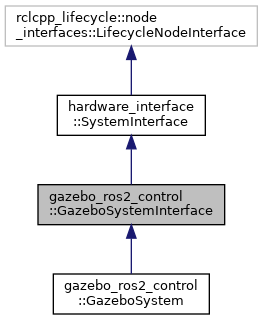 rclcpp_lifecycle::node
_interfaces::LifecycleNodeInterface
hardware_interface
::SystemInterface
gazebo_ros2_control
::GazeboSystemInterface
gazebo_ros2_control
::GazeboSystem